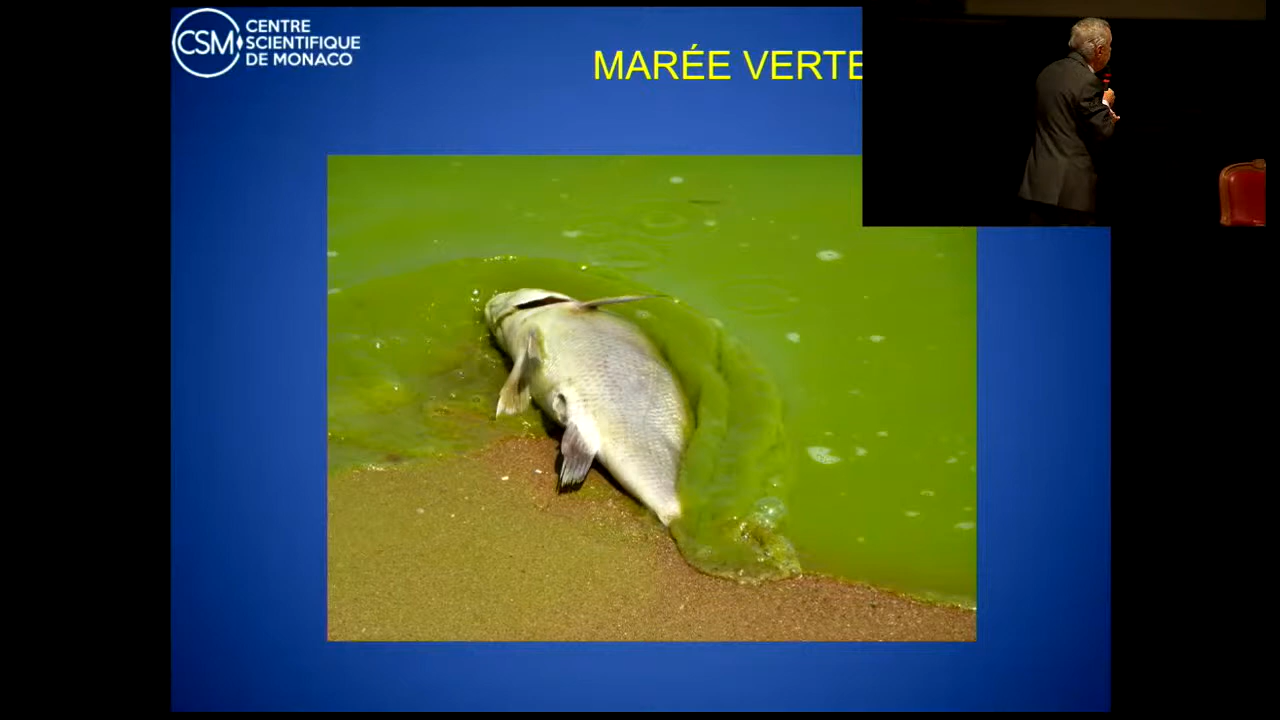 CSM
CENTRE
SCIENTIFIQUE
DE MONACO
MARÉE VERTE